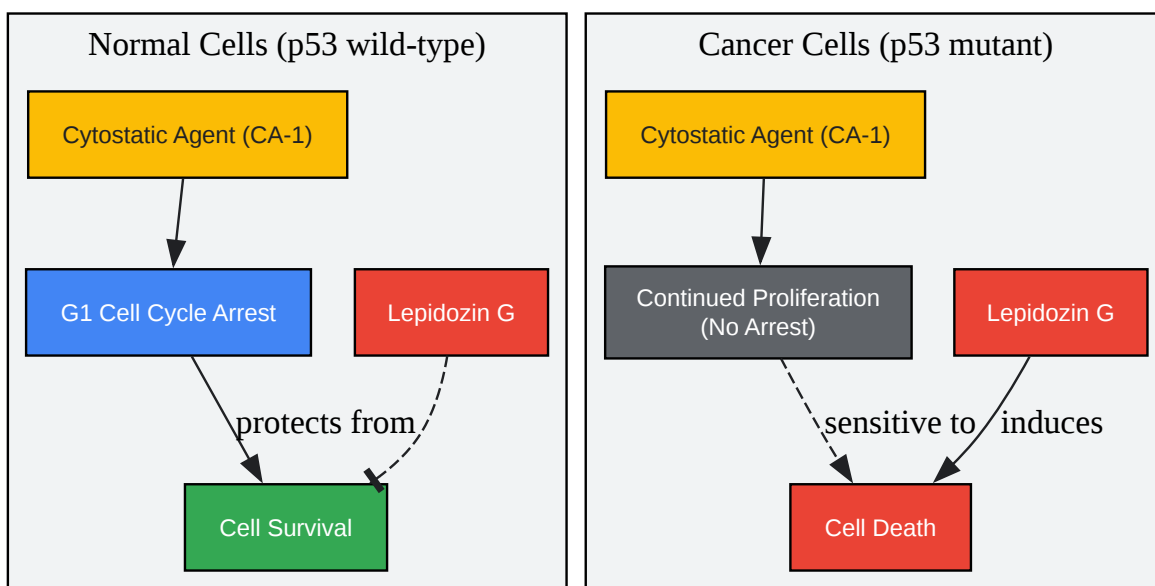 Normal Cells (p53 wild-type)
Cytostatic Agent (CA-1)
G1 Cell Cycle Arrest
Lepidozin G
protects from
Cell Survival
Cancer Cells (p53 mutant)
Cytostatic Agent (CA-1)
Continued Proliferation
(No Arrest)
Lepidozin G
sensitive to
induces
Cell Death